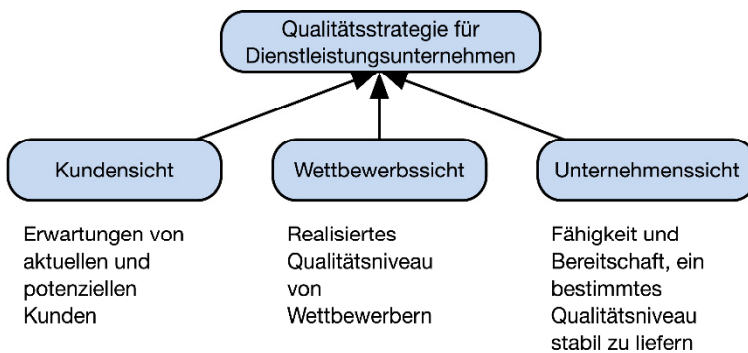 Qualitätsstrategie für
Dienstleistungsunternehmen
Kundensicht
Wettbewerbssicht
Unternehmenssicht
Erwartungen von
aktuellen und
potenziellen
Kunden
Realisiertes
Qualitätsniveau
von
Wettbewerbern
Fähigkeit und
Bereitschaft, ein
bestimmtes
Qualitätsniveau
stabil zu liefern